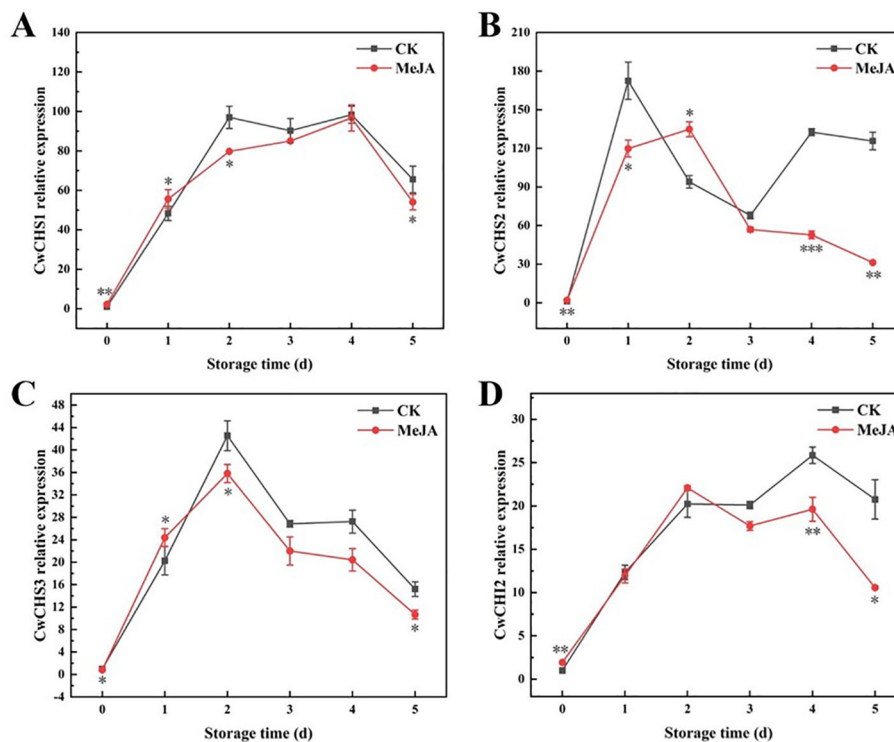 A
CwCHS1 relative expression
140
120
100
80
60
40
20
0
CK
MeJA
**
*
*
*
0 1 2 3 4 5
Storage time (d)
B
CwCHS2 relative expression
210
180
150
120
90
60
30
0
CK
MeJA
**
*
*
***
**
0 1 2 3 4 5
Storage time (d)
C
CwCHS3 relative expression
48
44
40
36
32
28
24
20
16
12
8
4
0
-4
CK
MeJA
*
*
*
*
0 1 2 3 4 5
Storage time (d)
D
CwCHI2 relative expression
30
25
20
15
10
5
0
CK
MeJA
**
**
*
0 1 2 3 4 5
Storage time (d)